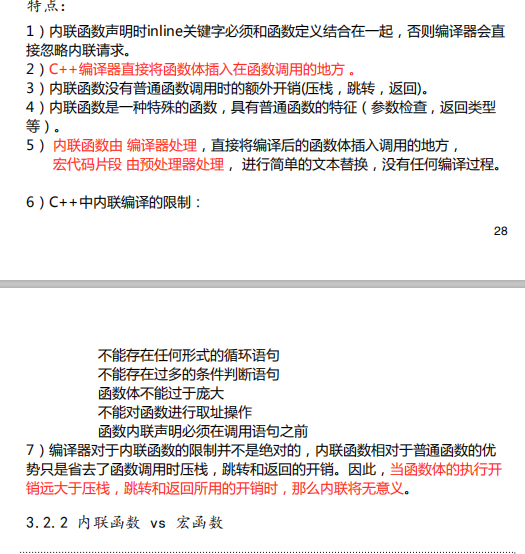 特点：
1）内联函数声明时inline关键字必须和函数定义结合在一起，否则编译器会直
接忽略内联请求。
2）C++编译器直接将函数体插入在函数调用的地方 。
3）内联函数没有普通函数调用时的额外开销(压栈，跳转，返回)。
4）内联函数是一种特殊的函数，具有普通函数的特征（参数检查，返回类型
等）。
5） 内联函数由 编译器处理，直接将编译后的函数体插入调用的地方，
宏代码片段 由预处理器处理， 进行简单的文本替换，没有任何编译过程。
6）C++中内联编译的限制：
28
不能存在任何形式的循环语句
不能存在过多的条件判断语句
函数体不能过于庞大
不能对函数进行取址操作
函数内联声明必须在调用语句之前
7）编译器对于内联函数的限制并不是绝对的，内联函数相对于普通函数的优
势只是省去了函数调用时压栈，跳转和返回的开销。因此，当函数体的执行开
销远大于压栈，跳转和返回所用的开销时，那么内联将无意义。
3.2.2 内联函数 vs 宏函数